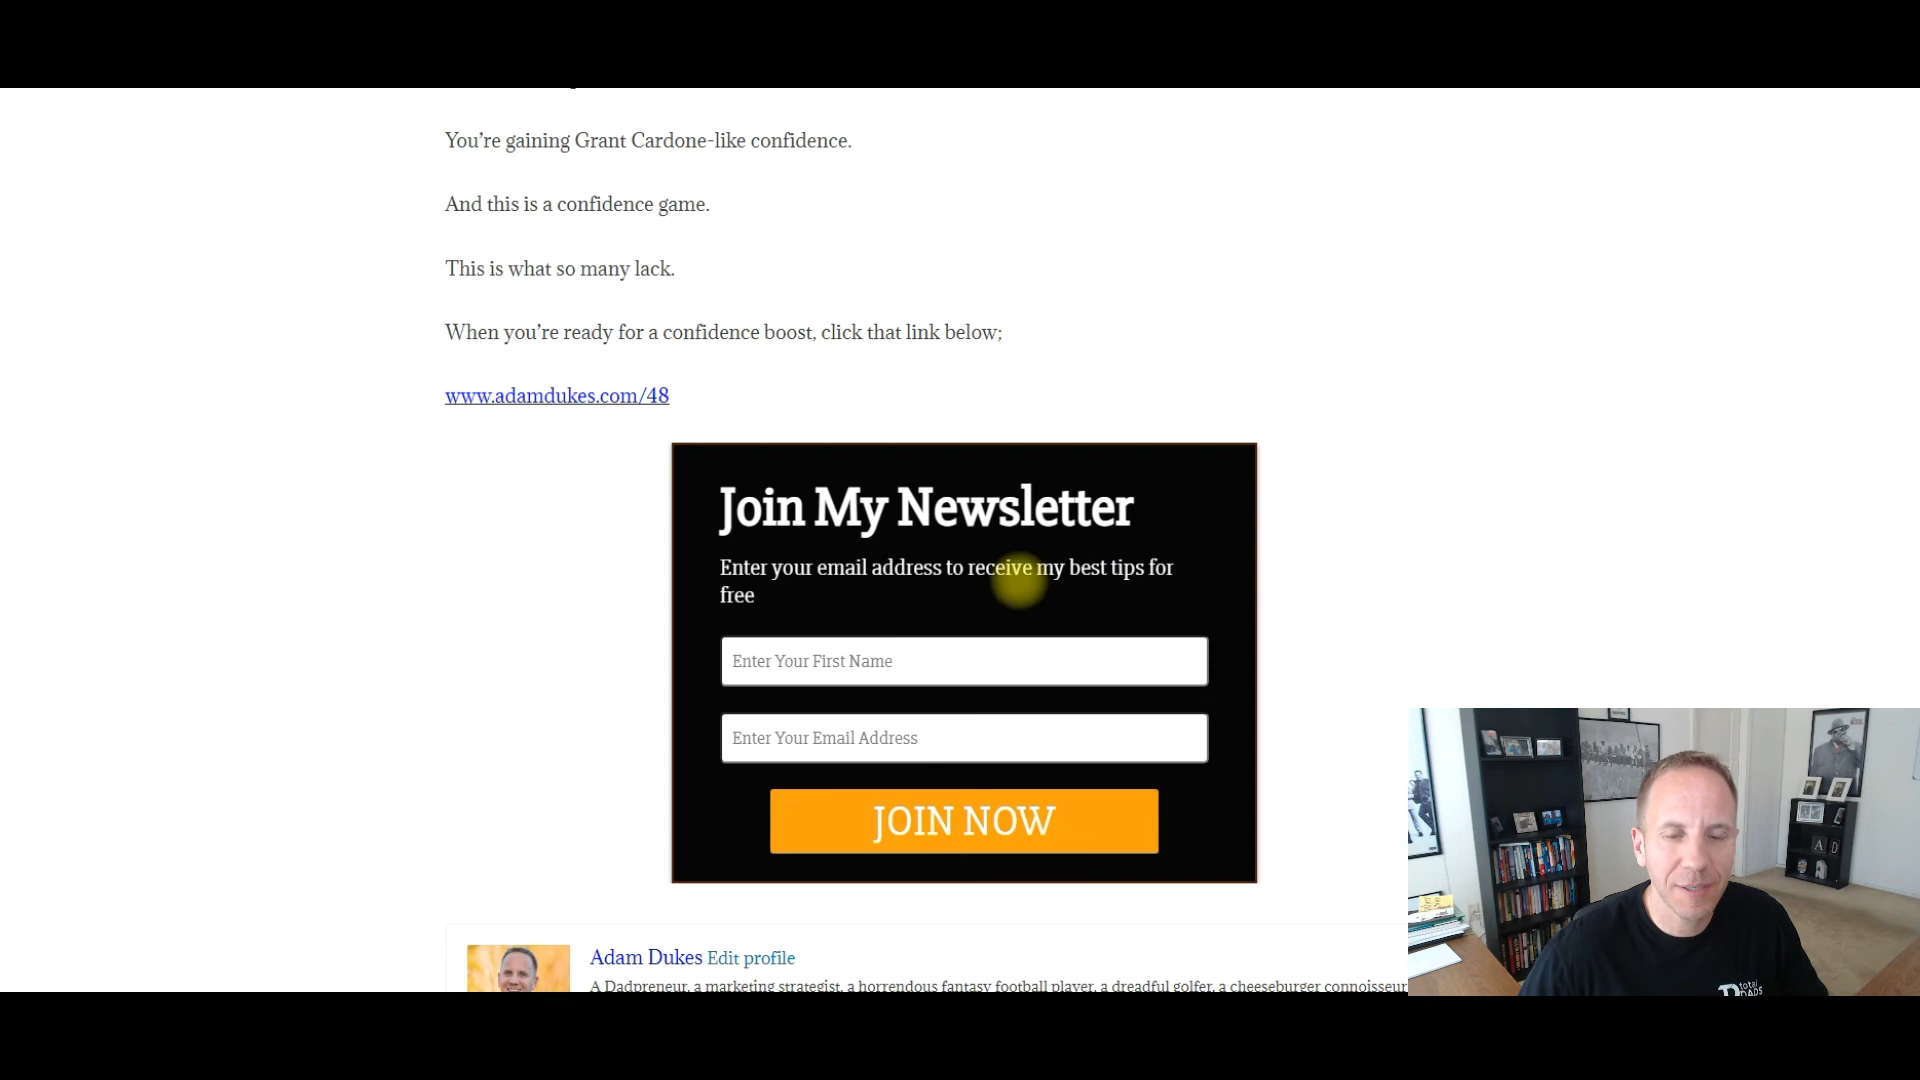 You’re gaining Grant Cardone-like confidence.
And this is a confidence game.
This is what so many lack.
When you’re ready for a confidence boost, click that link below;
www.adamdukes.com/48
Join My Newsletter
Enter your email address to receive my best tips for
free
Enter Your First Name
Enter Your Email Address
JOIN NOW
Adam Dukes Edit profile
A Dadpreneur, a marketing strategist, a horrendous fantasy football player, a dreadful golfer, a cheeseburger connoisseur
A D
total
DADS